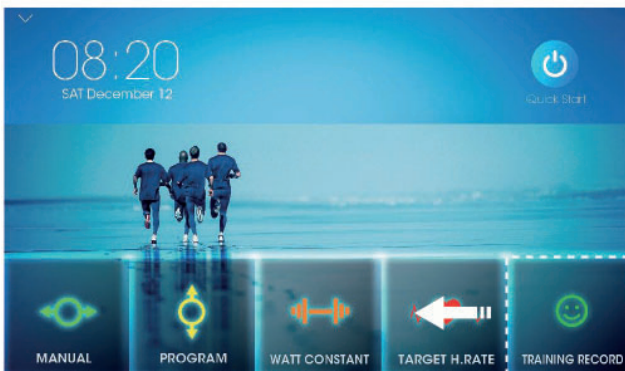 08:20
SAT December 12
Quick Start
MANUAL
PROGRAM
WATT CONSTANT
TARGET H.RATE
TRAINING RECORD